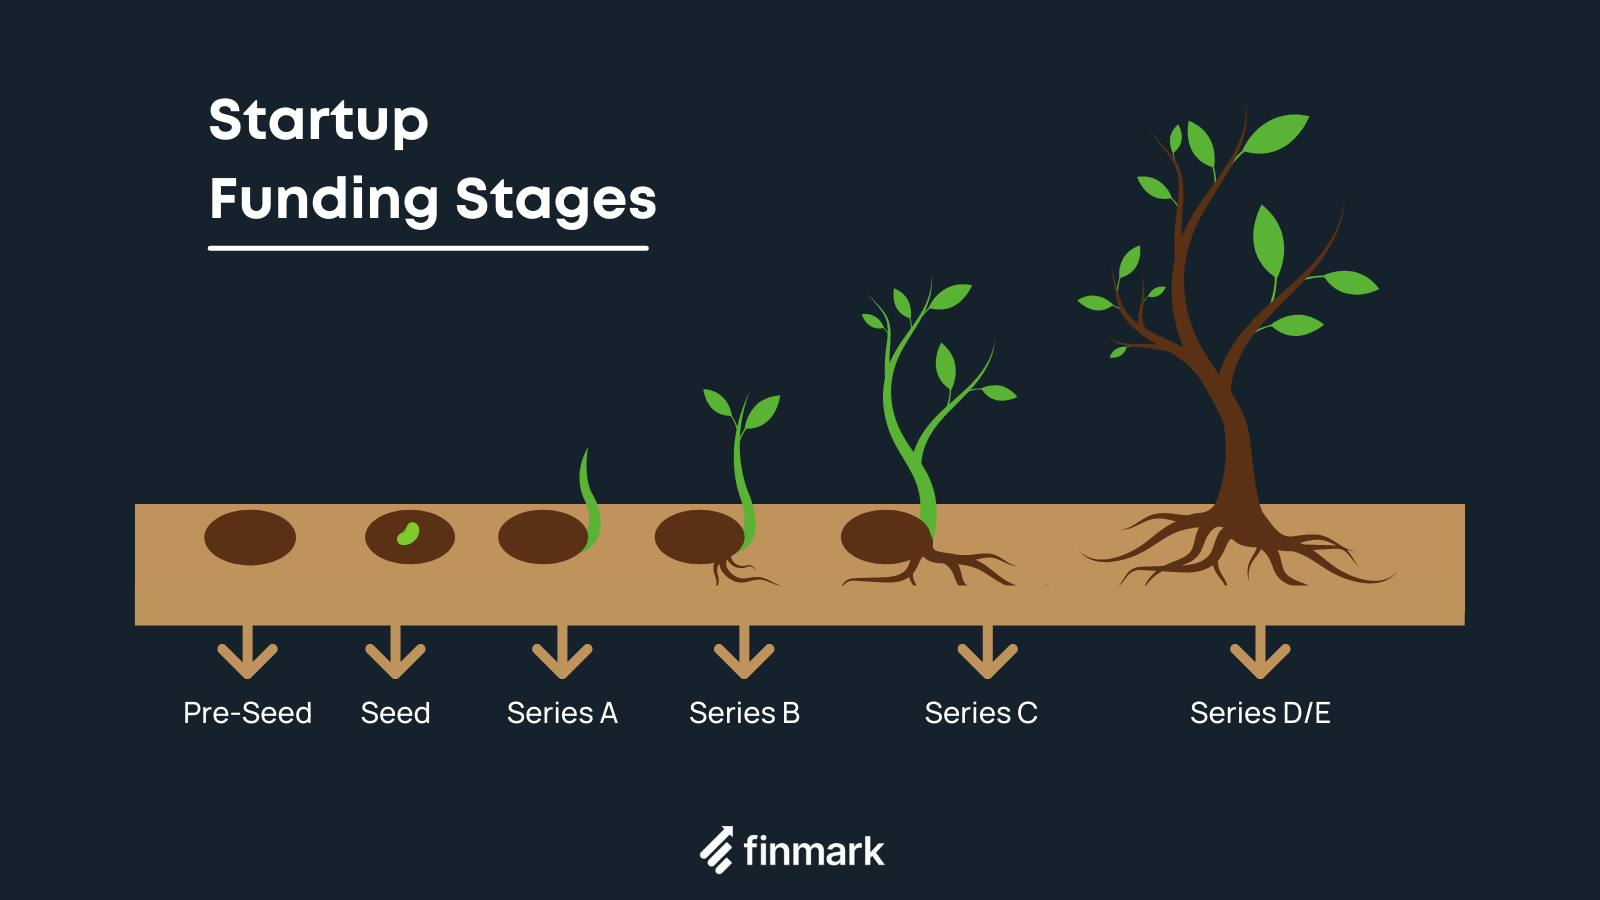 Startup
Funding Stages
Pre-Seed
Seed
Series A
Series B
Series C
Series D/E
finmark